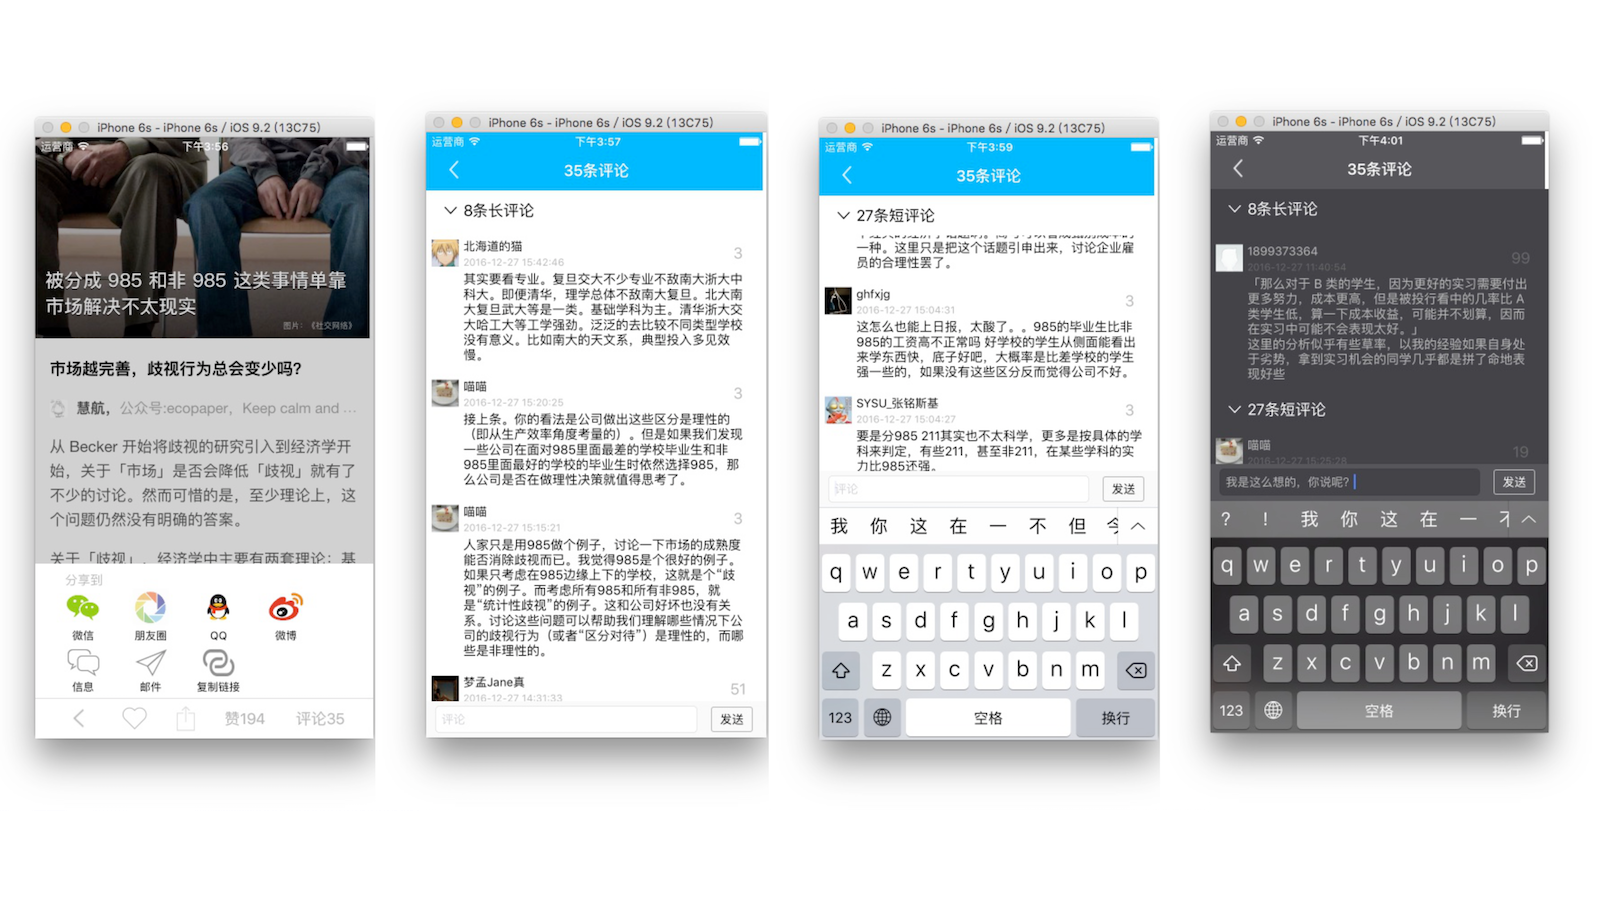 iPhone 6s - iPhone 6s / iOS 9.2 (13C75)
运营商
下午3:56
被分成 985 和非 985 这类事情单靠
市场解决不太现实
图片：《社交网络》
市场越完善，歧视行为总会变少吗？
慧航，公众号:ecopaper，Keep calm and ...
从 Becker 开始将歧视的研究引入到经济学开
始，关于「市场」是否会降低「歧视」就有了
不少的讨论。然而可惜的是，至少理论上，这
个问题仍然没有明确的答案。
关于「歧视」，经济学中主要有两套理论：基
分享到
微信
朋友圈
QQ
微博
信息
邮件
复制链接
赞194
评论35
iPhone 6s - iPhone 6s / iOS 9.2 (13C75)
运营商
下午3:57
35条评论
8条长评论
北海道的猫
3
2016-12-27 15:42:46
其实要看专业。复旦交大不少专业不敌南大浙大中
科大。即便清华，理学总体不敌南大复旦。北大南
大复旦武大等是一类。基础学科为主。清华浙大交
大哈工大等工学强劲。泛泛的去比较不同类型学校
没有意义。比如南大的天文系，典型投入多见效
慢。
喵喵
3
2016-12-27 15:20:25
接上条。你的看法是公司做出这些区分是理性的
（即从生产效率角度考量的）。但是如果我们发现
一些公司在面对985里面最差的学校毕业生和非
985里面最好的学校的毕业生时依然选择985，那
么公司是否在做理性决策就值得思考了。
喵喵
3
2016-12-27 15:15:21
人家只是用985做个例子，讨论一下市场的成熟度
能否消除歧视而已。我觉得985是个很好的例子。
如果只考虑在985边缘上下的学校，这就是个“歧
视”的例子。而考虑所有985和所有非985，就
是“统计性歧视”的例子。这和公司好坏也没有关
系。讨论这些问题可以帮助我们理解哪些情况下公
司的歧视行为（或者“区分对待”）是理性的，而哪
些是非理性的。
梦孟Jane真
51
2016-12-27 14:31:33
评论
发送
iPhone 6s - iPhone 6s / iOS 9.2 (13C75)
运营商
下午3:59
35条评论
27条短评论
一种。这里只是把这个话题引申出来，讨论企业雇
员的合理性罢了。
ghfxjg
3
2016-12-27 15:04:31
这怎么也能上日报，太酸了。。985的毕业生比非
985的工资高不正常吗 好学校的学生从侧面能看出
来学东西快，底子好吧，大概率是比差学校的学生
强一些的，如果没有这些区分反而觉得公司不好。
SYSU_张铭斯基
3
2016-12-27 15:04:27
要是分985 211其实也不太科学，更多是按具体的学
科来判定，有些211，甚至非211，在某些学科的实
力比985还强。
评论
发送
我 你 这 在 一 不 但
q w e r t y u i o p
a s d f g h j k l
z x c v b n m
123
空格
换行
iPhone 6s - iPhone 6s / iOS 9.2 (13C75)
运营商
下午4:01
35条评论
8条长评论
1899373364
99
2016-12-27 11:40:54
「那么对于 B 类的学生，因为更好的实习需要付出
更多努力，成本更高，但是被投行看中的几率比 A
类学生低，算一下成本收益，可能并不划算，因而
在实习中可能不会表现太好。」
这里的分析似乎有些草率，以我的经验如果自身处
于劣势，拿到实习机会的同学几乎都是拼了命地表
现好些
27条短评论
喵喵
19
2016-12-27 15:25:28
我是这么想的，你说呢？
发送
？ ！ 我 你 这 在 一
q w e r t y u i o p
a s d f g h j k l
z x c v b n m
123
空格
换行